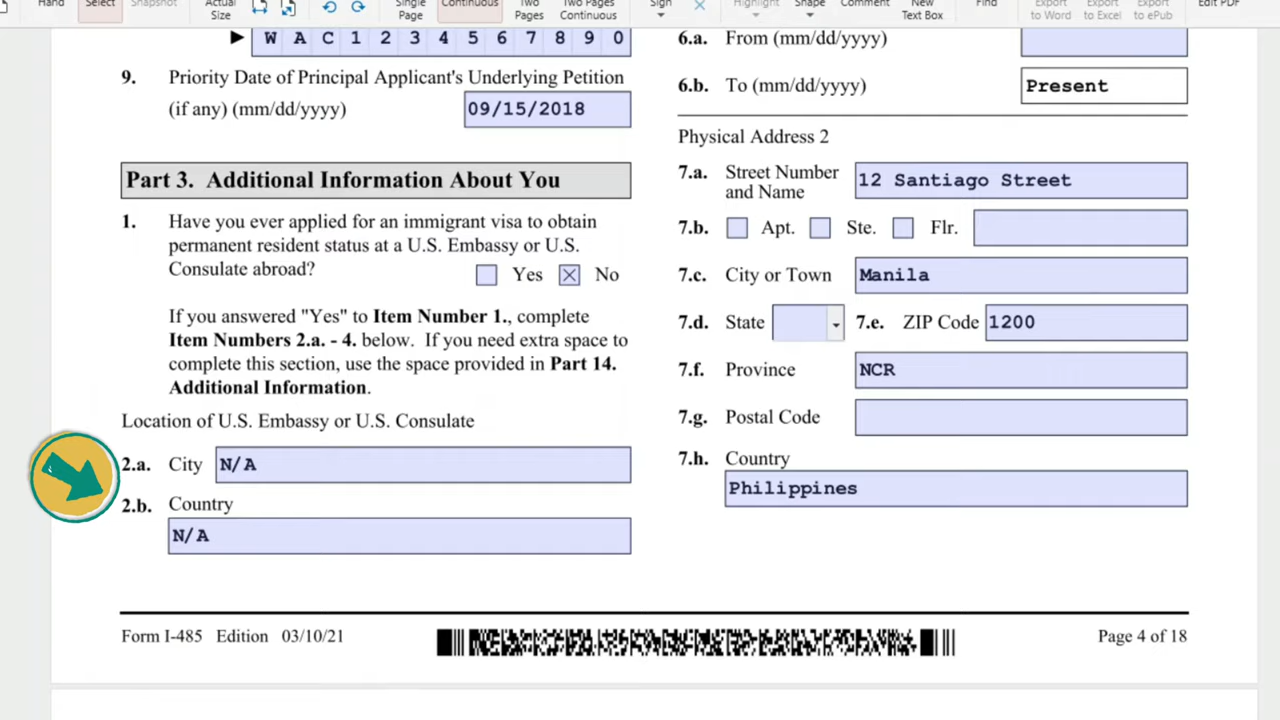 Hand
Select
Snapshot
Actual
Size
Single
Page
Continuous
Two
Pages
Two Pages
Continuous
Sign
Highlight
Shape
Comment
New
Text Box
Find
Export
to Word
Export
to Excel
Export
to ePub
Edit PDF
W A C 1 2 3 4 5 6 7 8 9 0
9. Priority Date of Principal Applicant's Underlying Petition
(if any) (mm/dd/yyyy) 09/15/2018
Part 3. Additional Information About You
1. Have you ever applied for an immigrant visa to obtain
permanent resident status at a U.S. Embassy or U.S.
Consulate abroad? Yes No
If you answered "Yes" to Item Number 1., complete
Item Numbers 2.a. - 4. below. If you need extra space to
complete this section, use the space provided in Part 14.
Additional Information.
Location of U.S. Embassy or U.S. Consulate
2.a. City N/A
2.b. Country
N/A
6.a. From (mm/dd/yyyy)
6.b. To (mm/dd/yyyy) Present
Physical Address 2
7.a. Street Number
and Name 12 Santiago Street
7.b. Apt. Ste. Flr.
7.c. City or Town Manila
7.d. State 7.e. ZIP Code 1200
7.f. Province NCR
7.g. Postal Code
7.h. Country
Philippines
Form I-485 Edition 03/10/21 Page 4 of 18